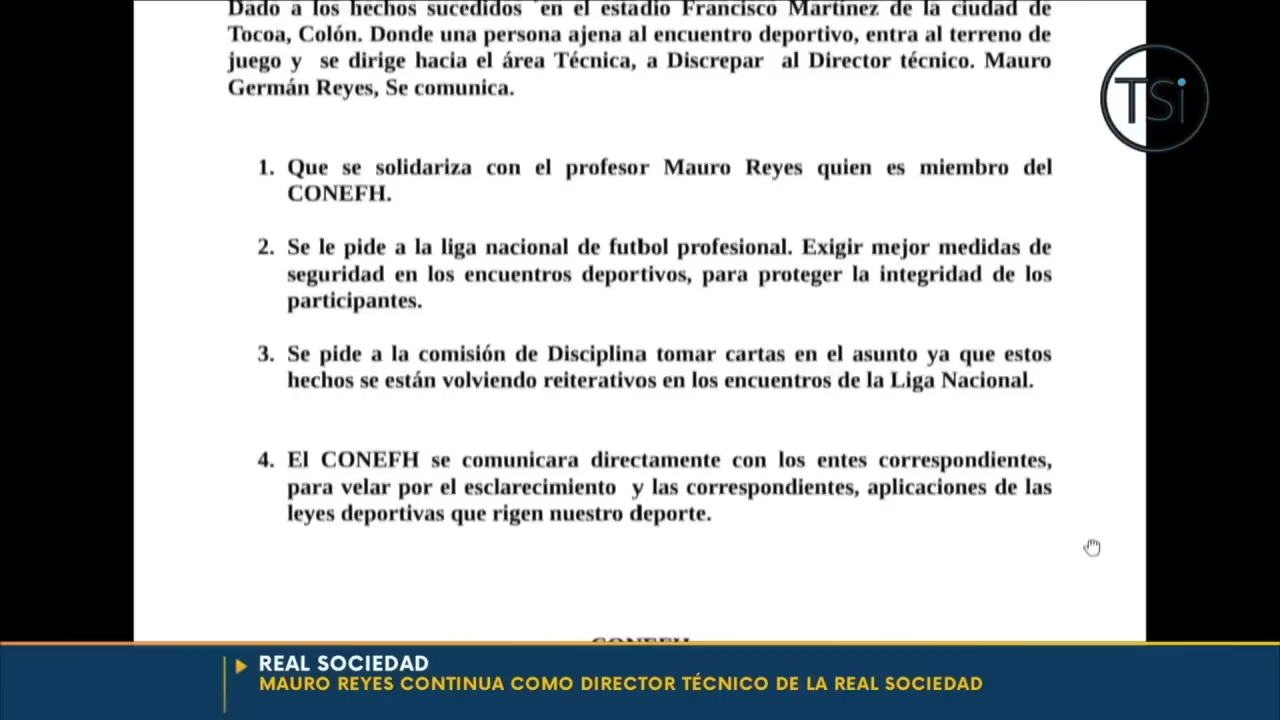 Dado a los hechos sucedidos en el estadio Francisco Martínez de la ciudad de
Tocoa, Colón. Donde una persona ajena al encuentro deportivo, entra al terreno de
juego y se dirige hacia el área Técnica, a Discrepar al Director técnico. Mauro
Germán Reyes, Se comunica.
TSi
1. Que se solidariza con el profesor Mauro Reyes quien es miembro del
CONEFH.
2. Se le pide a la liga nacional de futbol profesional. Exigir mejor medidas de
seguridad en los encuentros deportivos, para proteger la integridad de los
participantes.
3. Se pide a la comisión de Disciplina tomar cartas en el asunto ya que estos
hechos se están volviendo reiterativos en los encuentros de la Liga Nacional.
4. El CONEFH se comunicara directamente con los entes correspondientes,
para velar por el esclarecimiento y las correspondientes, aplicaciones de las
leyes deportivas que rigen nuestro deporte.
CONEFH
REAL SOCIEDAD
MAURO REYES CONTINUA COMO DIRECTOR TÉCNICO DE LA REAL SOCIEDAD